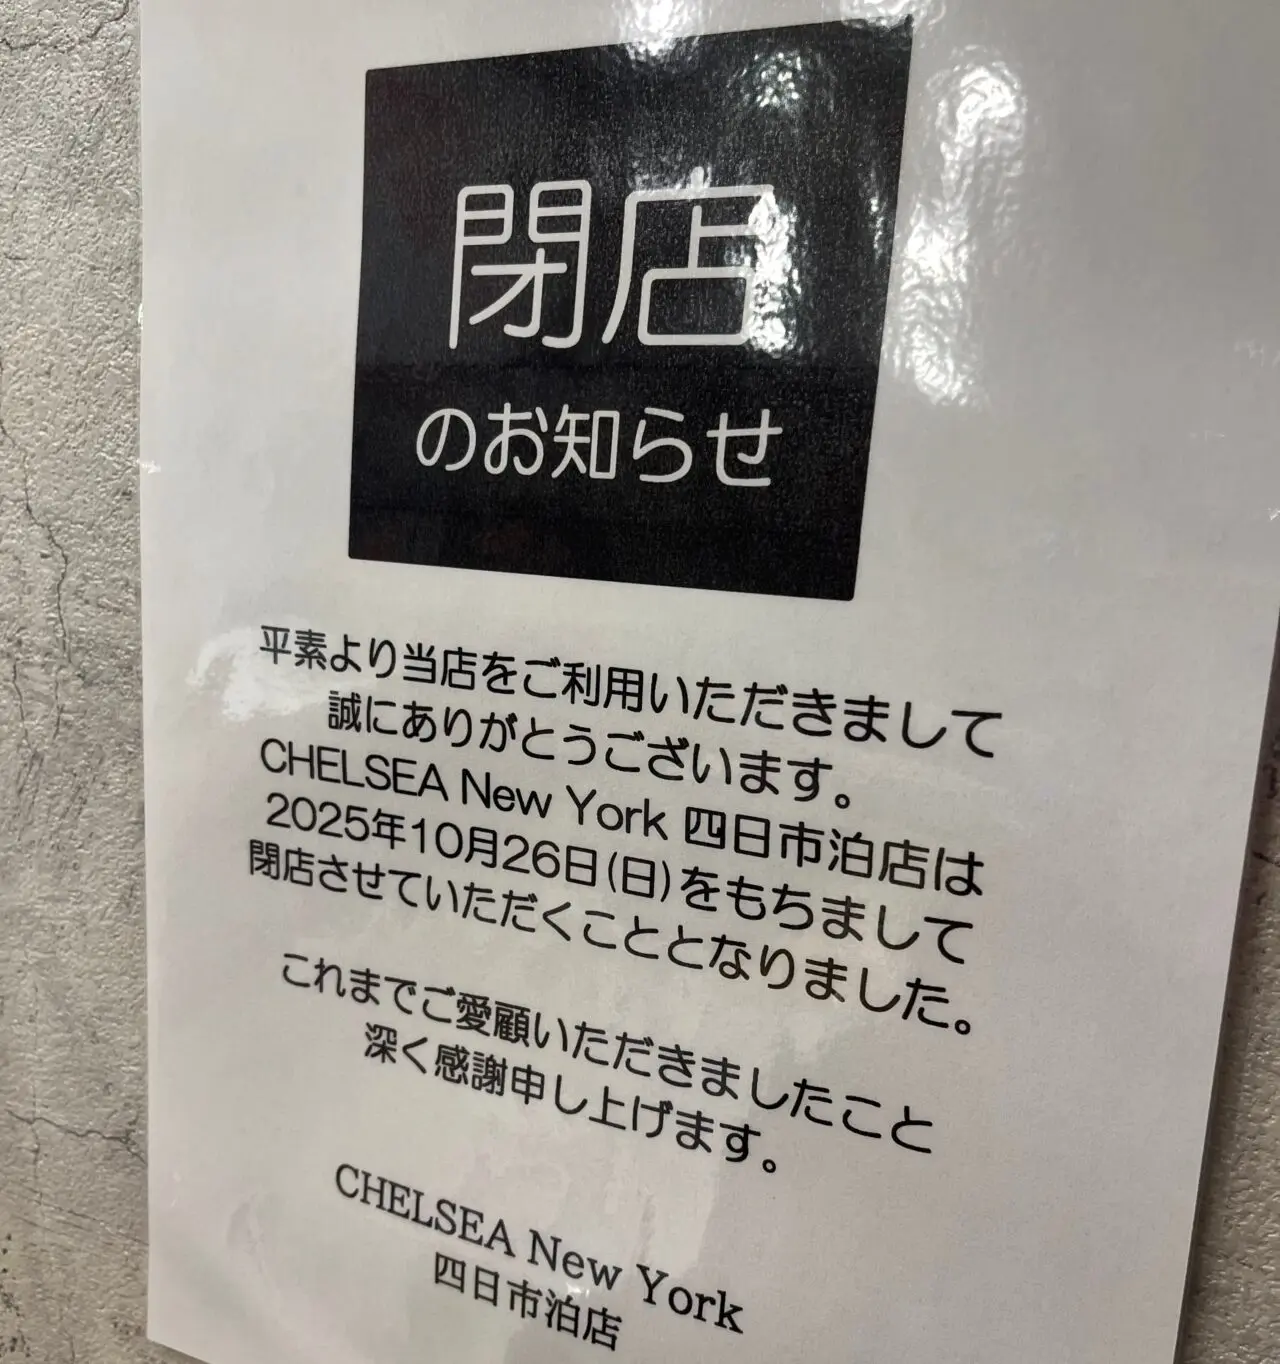 閉店
のお知らせ
平素より当店をご利用いただきまして
誠にありがとうございます。
CHELSEA New York 四日市泊店は
2025年10月26日(日)をもちまして
閉店させていただくこととなりました。
これまでご愛顧いただきましたこと
深く感謝申し上げます。
CHELSEA New York
四日市泊店